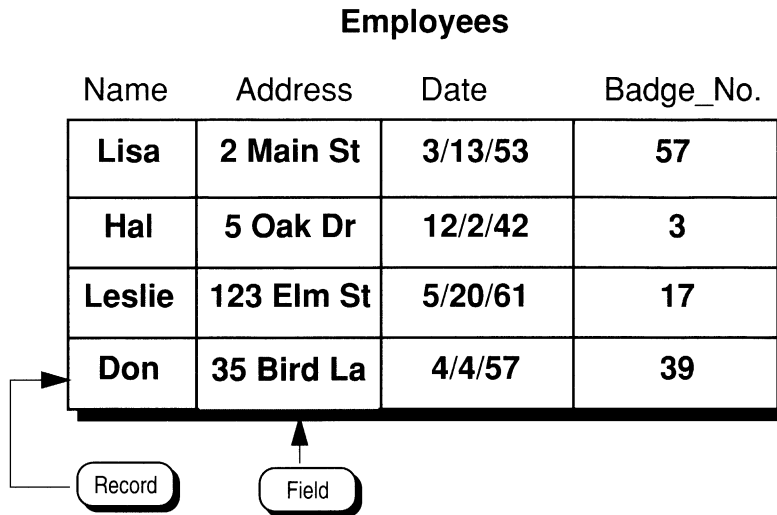 Employees
Name Address Date Badge_No.
Lisa 2 Main St 3/13/53 57
Hal 5 Oak Dr 12/2/42 3
Leslie 123 Elm St 5/20/61 17
Don 35 Bird La 4/4/57 39
Record Field